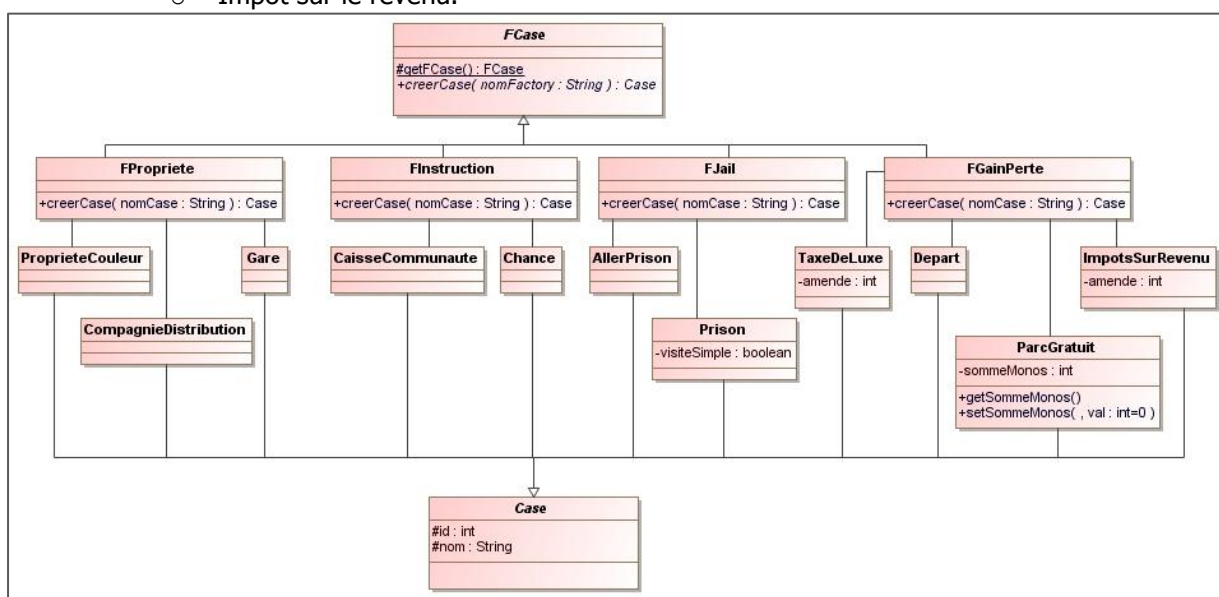 o Impôt sur le revenu.
FCase
#getFCase() : FCase
+creerCase( nomFactory : String ) : Case
FPropriete
+creerCase( nomCase : String ) : Case
FInstruction
+creerCase( nomCase : String ) : Case
FJail
+creerCase( nomCase : String ) : Case
FGainPerte
+creerCase( nomCase : String ) : Case
ProprieteCouleur
Gare
CaisseCommunaute
Chance
AllerPrison
TaxeDeLuxe
-amende : int
Depart
ImpotsSurRevenu
-amende : int
CompagnieDistribution
Prison
-visiteSimple : boolean
ParcGratuit
-sommeMonos : int
+getSommeMonos()
+setSommeMonos( , val : int=0 )
Case
#id : int
#nom : String